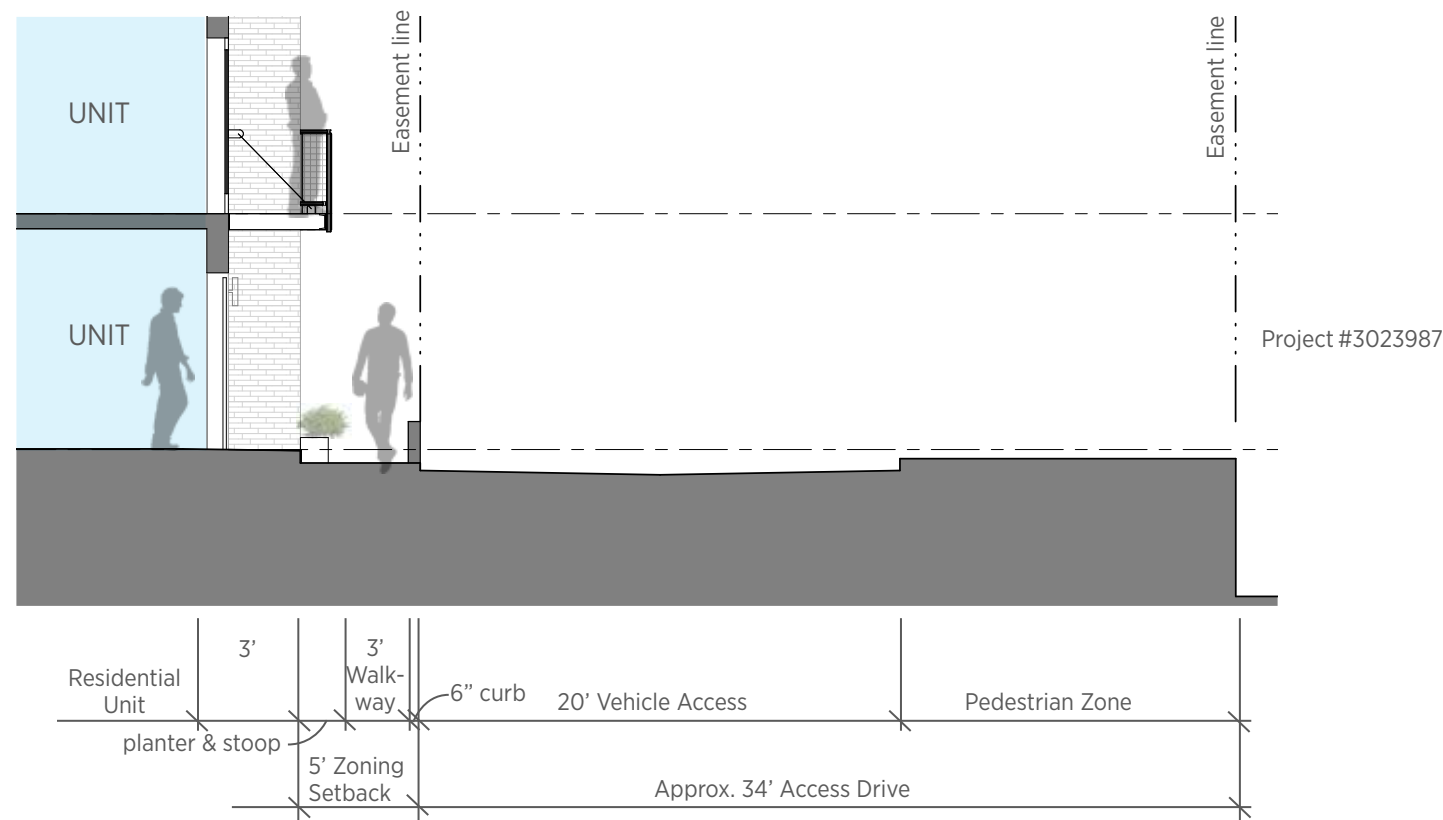 Easement line
Easement line
UNIT
UNIT
Project #3023987
3’
3’
Walk-
way
Residential
Unit
6” curb
20’ Vehicle Access
Pedestrian Zone
planter & stoop
5’ Zoning
Setback
Approx. 34’ Access Drive